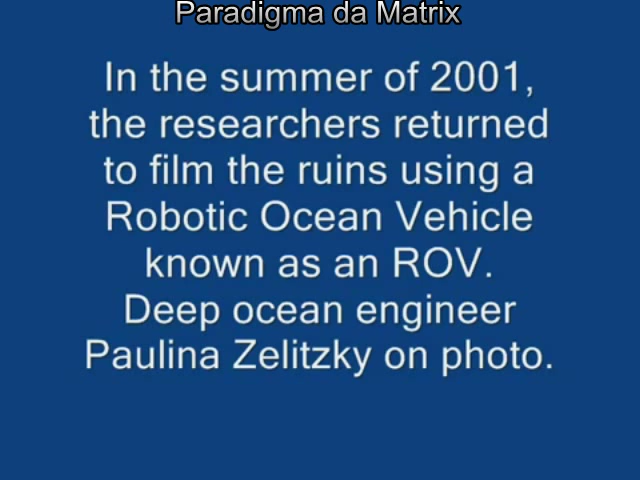 Paradigma da Matrix
In the summer of 2001,
the researchers returned
to film the ruins using a
Robotic Ocean Vehicle
known as an ROV.
Deep ocean engineer
Paulina Zelitzky on photo.